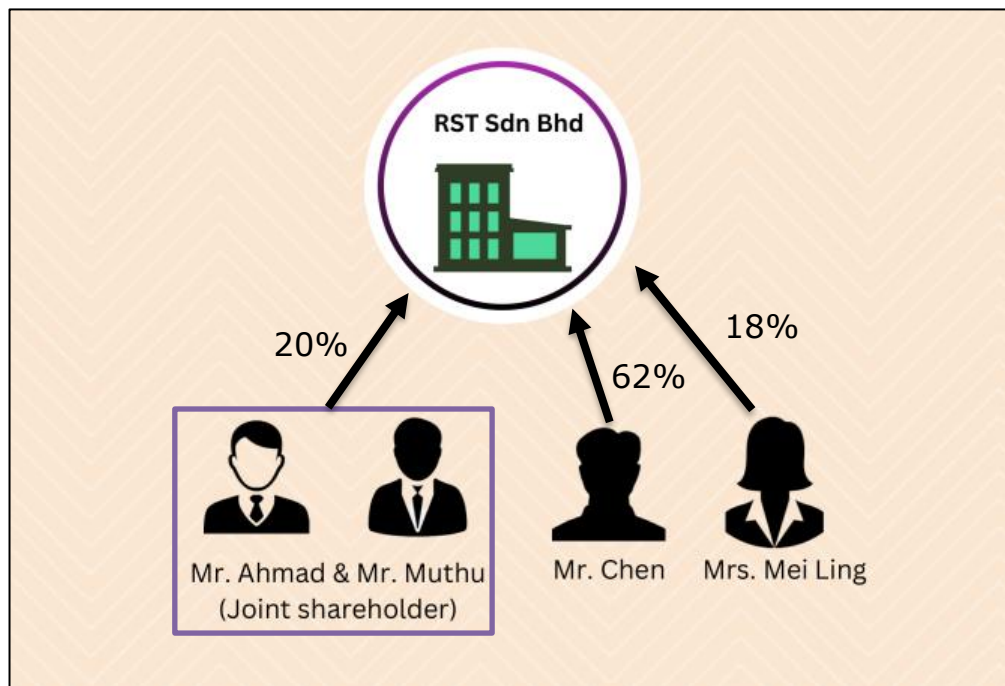 RST Sdn Bhd
20%
62%
18%
Mr. Ahmad & Mr. Muthu
(Joint shareholder)
Mr. Chen
Mrs. Mei Ling